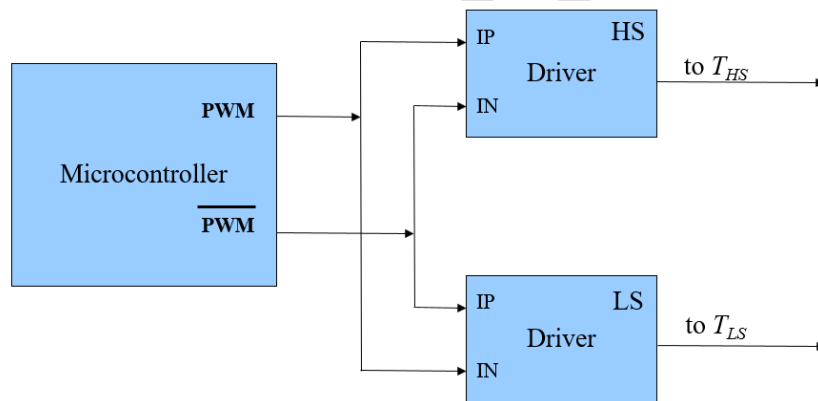 IP
HS
Driver
IN
to T_HS
PWM
Microcontroller
PWM
IP
LS
Driver
IN
to T_LS